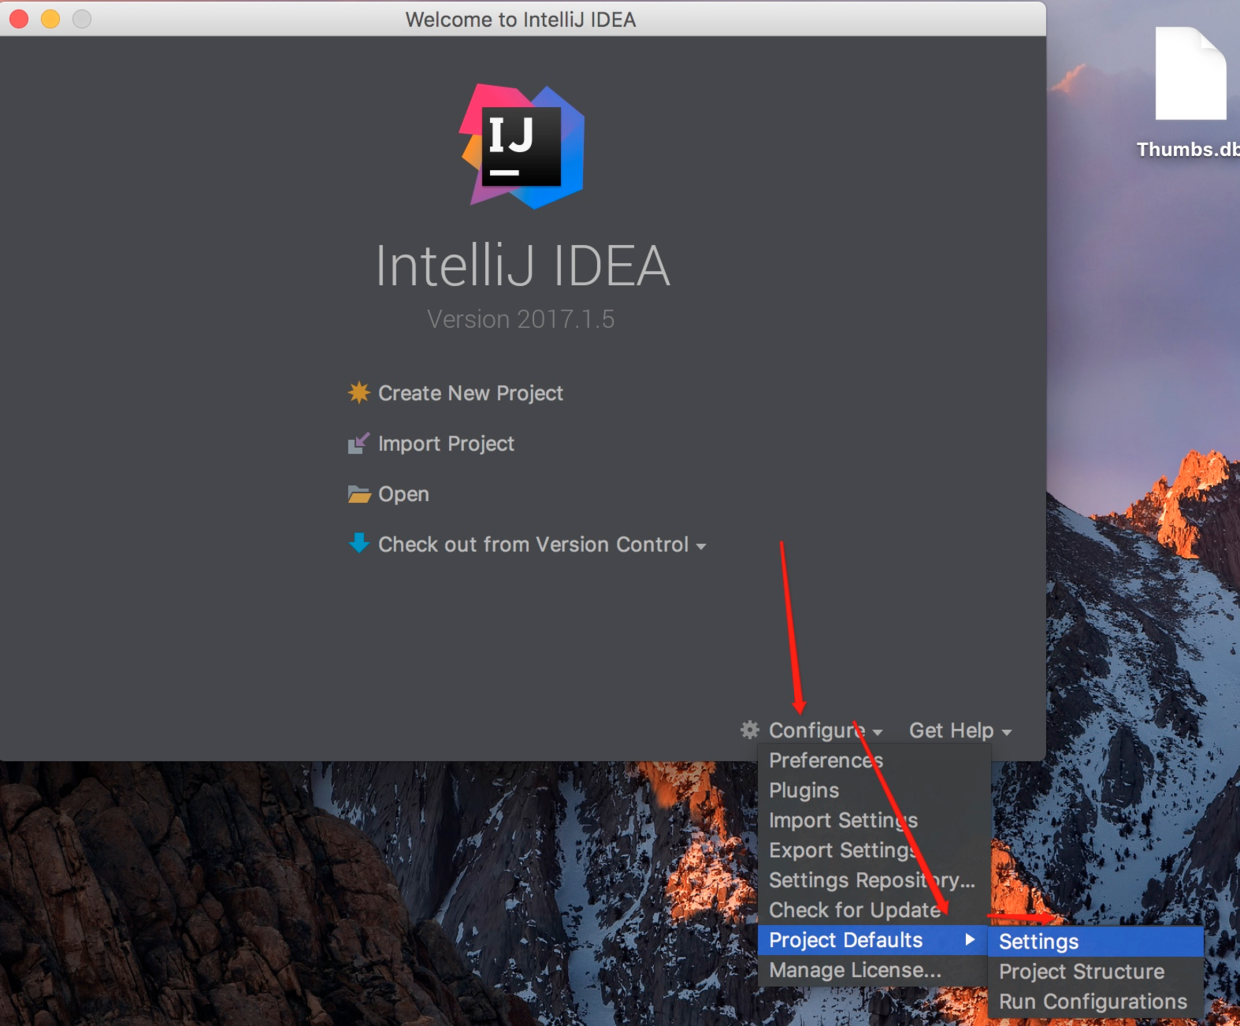 Welcome to IntelliJ IDEA
Thumbs.db
IJ
IntelliJ IDEA
Version 2017.1.5
Create New Project
Import Project
Open
Check out from Version Control
Configure
Get Help
Preferences
Plugins
Import Settings
Export Settings
Settings Repository...
Check for Update
Project Defaults
Manage License...
Settings
Project Structure
Run Configurations